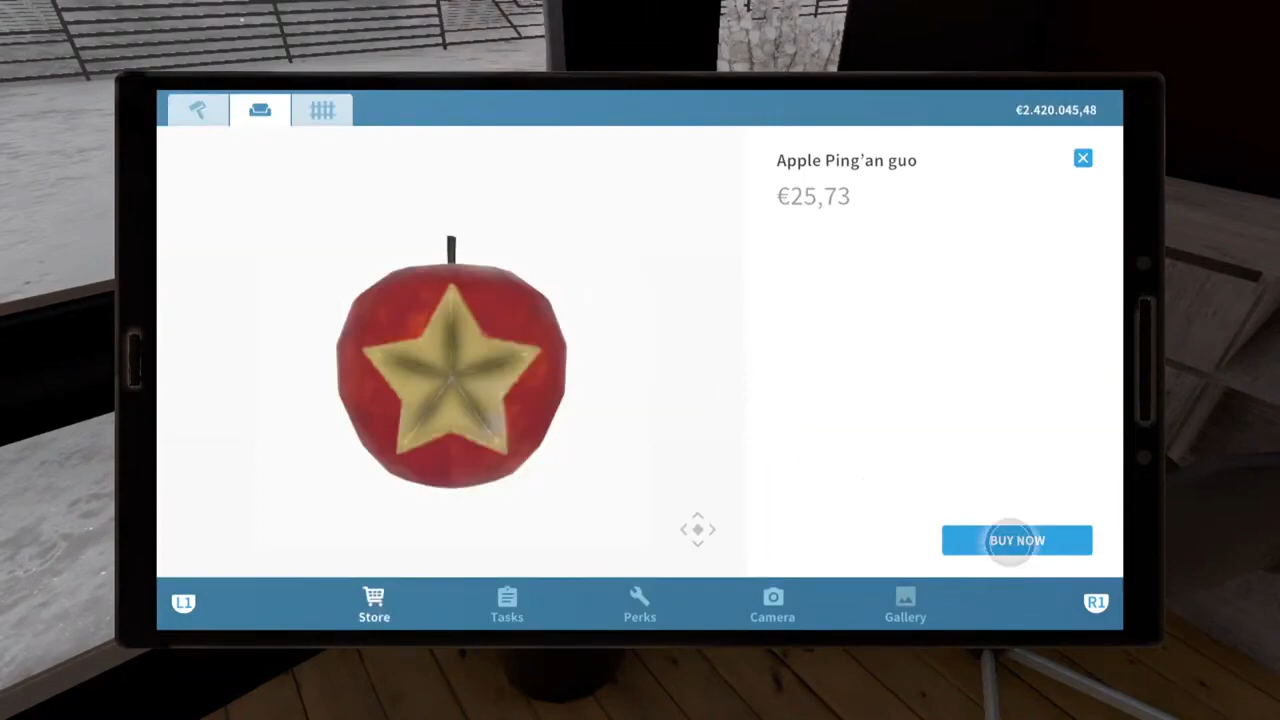 €2.420.045,48
Apple Ping'an guo
€25,73
BUY NOW
L1
Store
Tasks
Perks
Camera
Gallery
R1